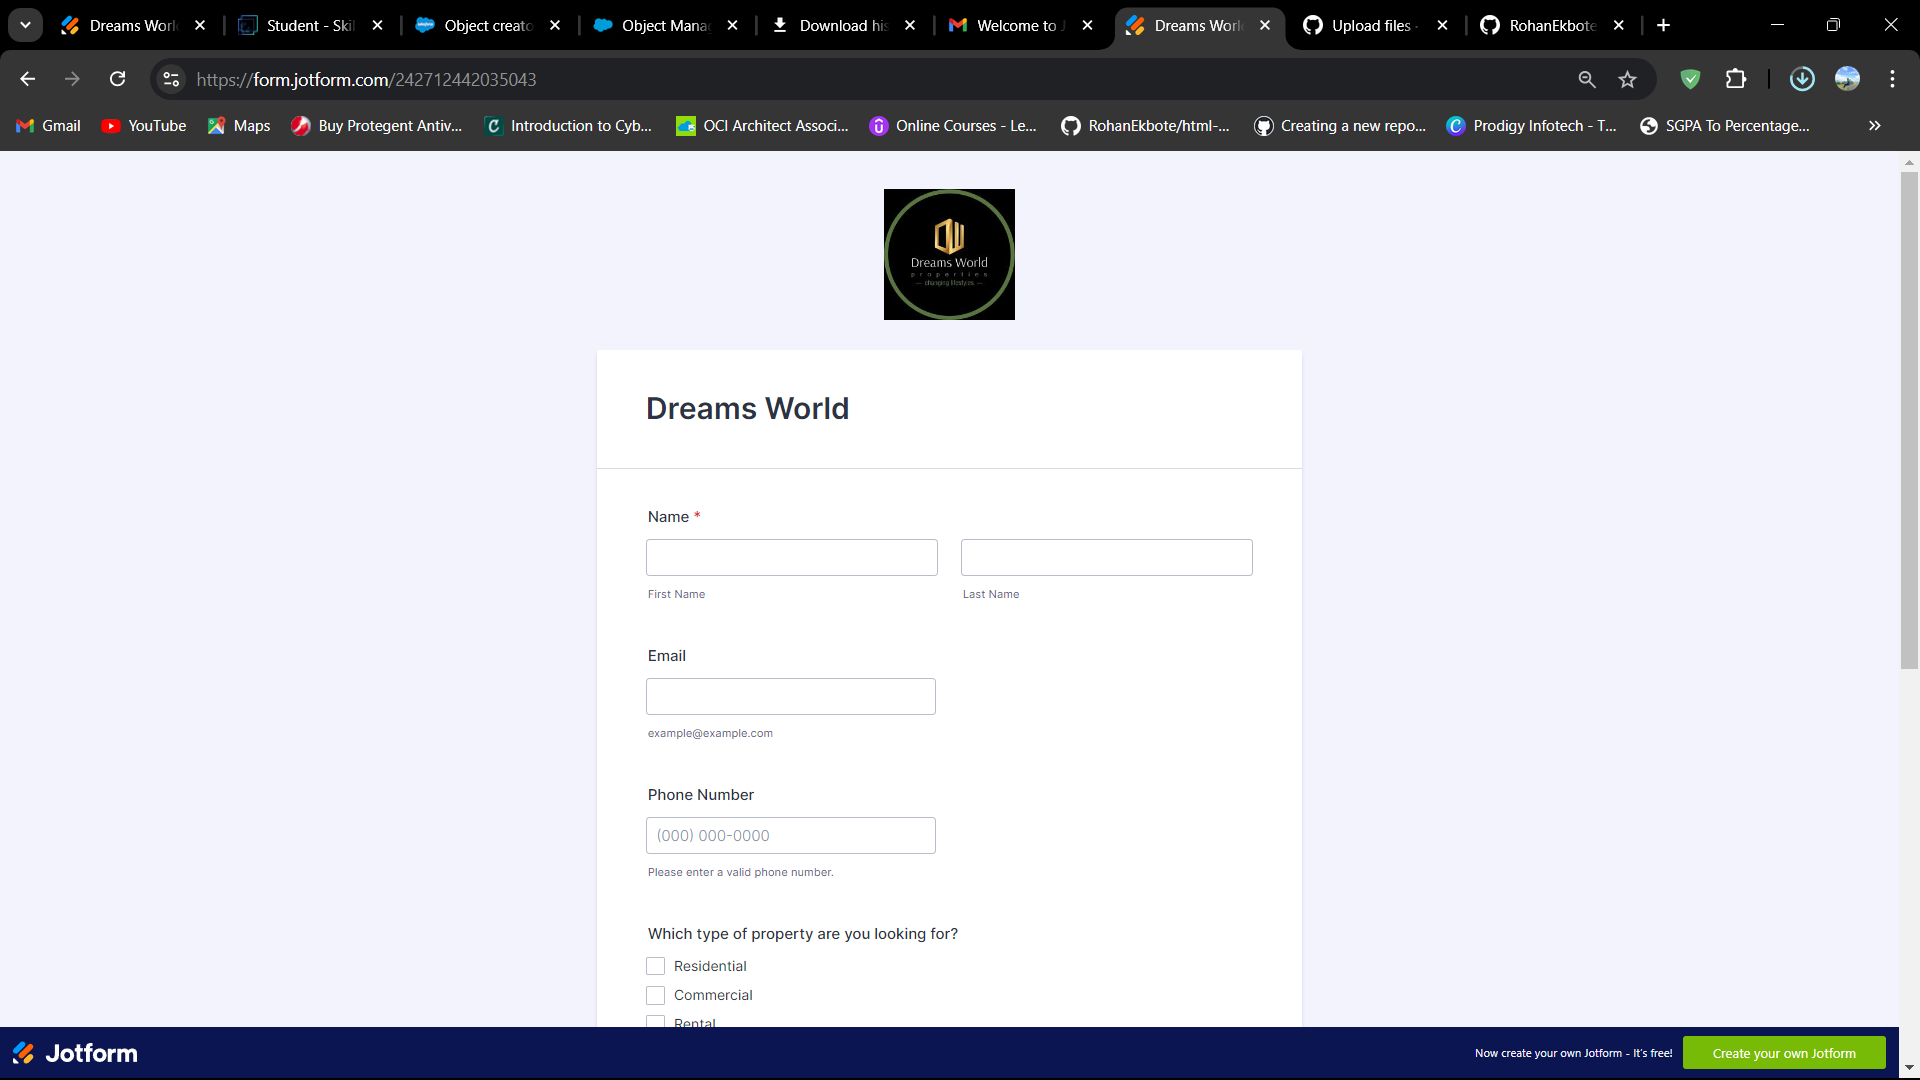 Dreams Worl
Student - Skil
Object creato
Object Manag
Download his
Welcome to J
Dreams Worl
Upload files ·
RohanEkbote
https://form.jotform.com/242712442035043
Gmail
YouTube
Maps
Buy Protegent Antiv...
Introduction to Cyb...
OCI Architect Associ...
Online Courses - Le...
RohanEkbote/html-...
Creating a new repo...
Prodigy Infotech - T...
SGPA To Percentage...
Dreams World
properties
— changing lifestyles —
Dreams World
Name *
First Name
Last Name
Email
example@example.com
Phone Number
(000) 000-0000
Please enter a valid phone number.
Which type of property are you looking for?
Residential
Commercial
Rental
Jotform
Now create your own Jotform - It's free!
Create your own Jotform